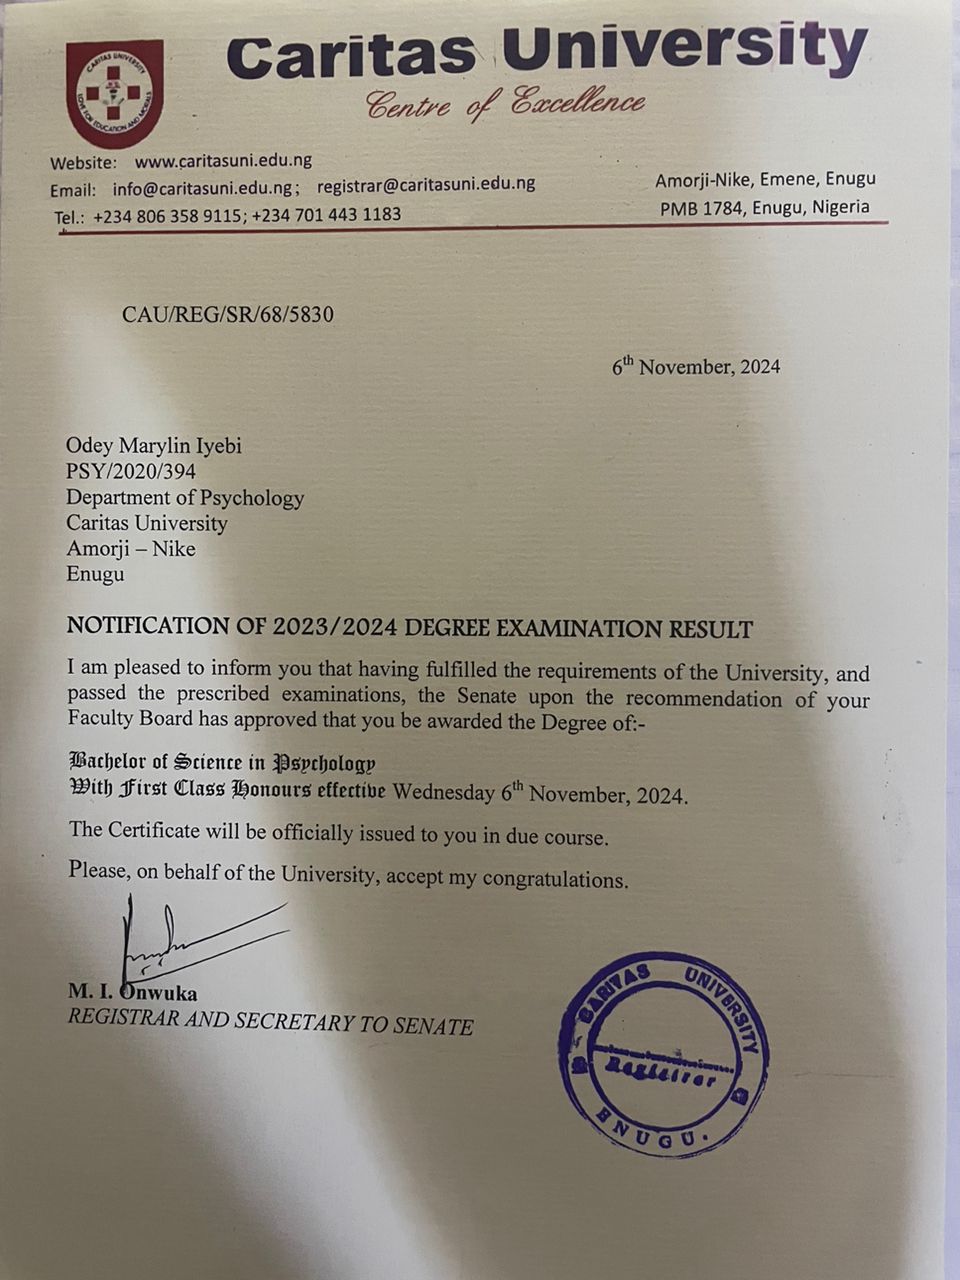 Caritas University
Centre of Excellence
CARITAS UNIVERSITY
LOVE FOR EDUCATION AND MORALS
Website: www.caritasuni.edu.ng
Email: info@caritasuni.edu.ng; registrar@caritasuni.edu.ng
Tel.: +234 806 358 9115; +234 701 443 1183
Amorji-Nike, Emene, Enugu
PMB 1784, Enugu, Nigeria
CAU/REG/SR/68/5830
6th November, 2024
Odey Marylin Iyebi
PSY/2020/394
Department of Psychology
Caritas University
Amorji – Nike
Enugu
NOTIFICATION OF 2023/2024 DEGREE EXAMINATION RESULT
I am pleased to inform you that having fulfilled the requirements of the University, and
passed the prescribed examinations, the Senate upon the recommendation of your
Faculty Board has approved that you be awarded the Degree of:-
Bachelor of Science in Psychology
With First Class Honours effective Wednesday 6th November, 2024.
The Certificate will be officially issued to you in due course.
Please, on behalf of the University, accept my congratulations.
M. I. Onwuka
REGISTRAR AND SECRETARY TO SENATE
CARITAS UNIVERSITY
Registrar
ENUGU.